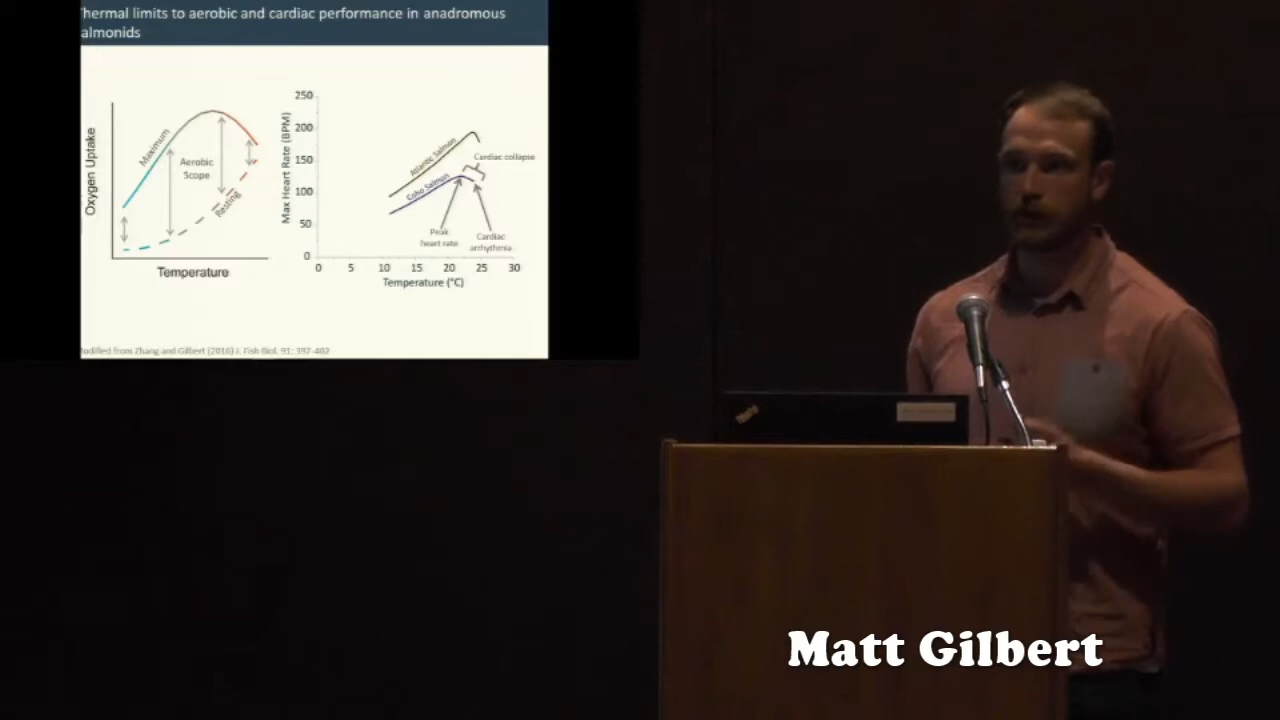 hermal limits to aerobic and cardiac performance in anadromous
almonids
Oxygen Uptake
Maximum
Aerobic
Scope
Resting
Temperature
Max Heart Rate (BPM)
250
200
150
100
50
0
0 5 10 15 20 25 30
Temperature (°C)
Atlantic Salmon
Coho Salmon
Cardiac collapse
Peak
heart rate
Cardiac
arrhythmia
odified from Zhang and Gilbert (2016) J. Fish Biol. 91: 397-402
Matt Gilbert